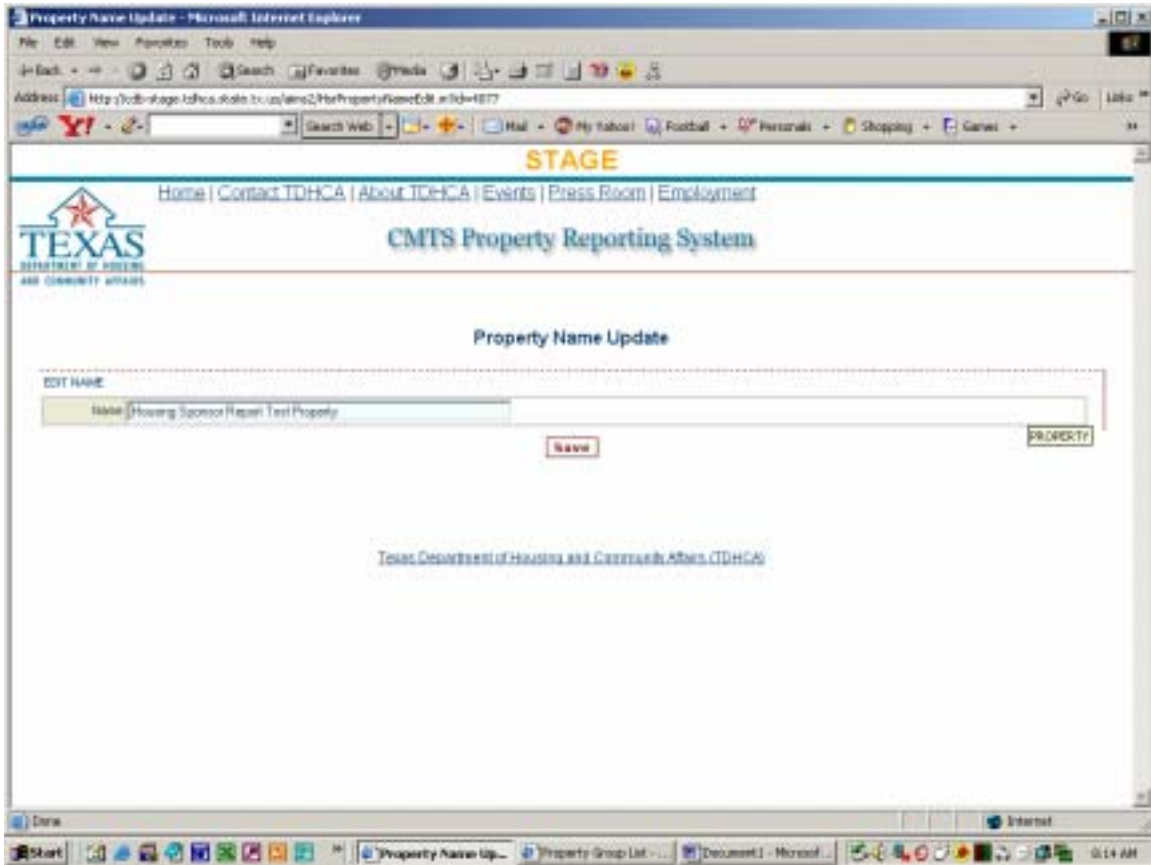 Property Name Update - Microsoft Internet Explorer
File Edit View Favorites Tools Help
Back Search Favorites Media
Address Go Links
Y! Search Web Mail My Yahoo! Football Personals Shopping Games
STAGE
Home | Contact TDHCA | About TDHCA | Events | Press Room | Employment
TEXAS
DEPARTMENT OF HOUSING
AND COMMUNITY AFFAIRS
CMTS Property Reporting System
Property Name Update
EDIT NAME
Name Housing Sponsor Report Test Property
PROPERTY
Save
Texas Department of Housing and Community Affairs (TDHCA)
Done Internet
Start Property Name Up... Property Group List - ... Document1 - Microsof... 8:14 AM